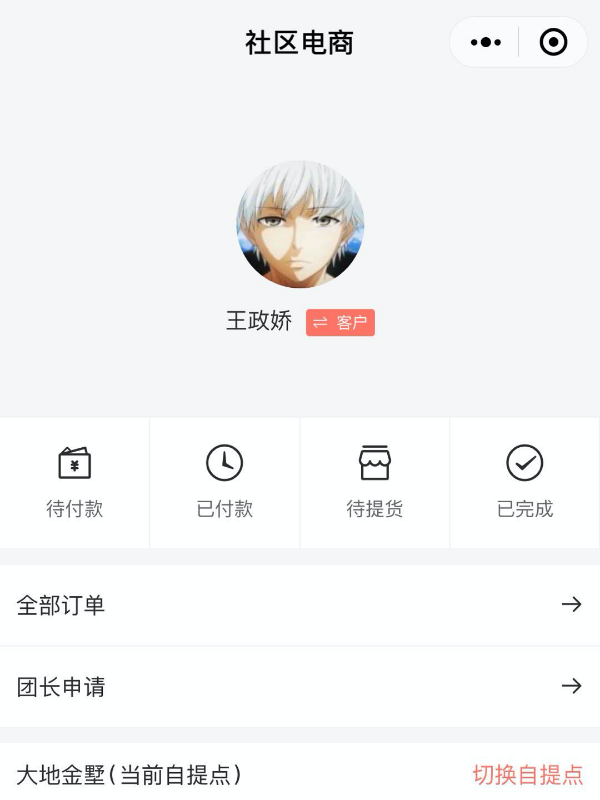 社区电商
王政娇 客户
待付款 已付款 待提货 已完成
全部订单
团长申请
大地金墅(当前自提点) 切换自提点